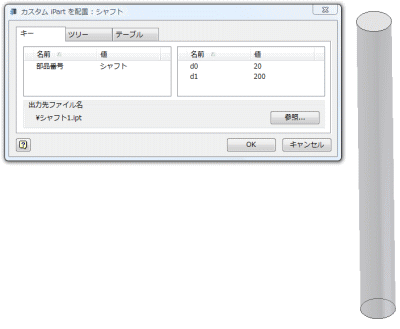 カスタム iPart を配置：シャフト
キー ツリー テーブル
名前 値
部品番号 シャフト
名前 値
d0 20
d1 200
出力先ファイル名
¥シャフト1.ipt
参照...
OK キャンセル